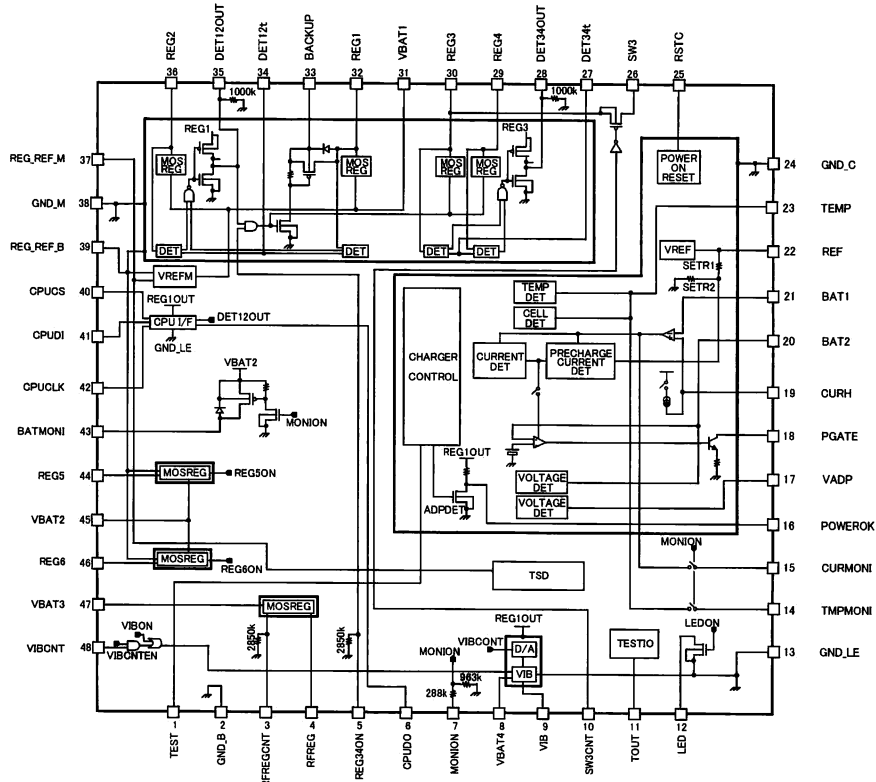 REG2
DET12OUT
DET12t
BACKUP
REG1
VBAT1
REG3
REG4
DET34OUT
DET34t
SW3
RSTC
36
35
34
33
32
31
30
29
28
27
26
25
1000k
1000k
REG1
REG3
MOS
REG
MOS
REG
MOS
REG
MOS
REG
POWER
ON
RESET
REG_REF_M
37
24
GND_C
GND_M
38
23
TEMP
DET
DET
DET
DET
REG_REF_B
39
VREFM
VREF
22
REF
SETR1
SETR2
CPUCS
40
REG1OUT
CPU I/F
DET12OUT
GND_LE
TEMP
DET
CELL
DET
21
BAT1
CPUDI
41
20
BAT2
CHARGER
CONTROL
CURRENT
DET
PRECHARGE
CURRENT DET
CPUCLK
42
VBAT2
MONION
19
CURH
BATMONI
43
18
PGATE
REG1OUT
ADPDET
VOLTAGE
DET
VOLTAGE
DET
REG5
44
MOSREG
REG5ON
17
VADP
VBAT2
45
16
POWEROK
REG6
46
MOSREG
REG6ON
TSD
MONION
15
CURMONI
VBAT3
47
MOSREG
14
TMPMONI
VIBON
VIBCNTEN
VIBCNT
48
2850k
2850k
MONION
963k
288k
REG1OUT
VIBCONT
D/A
VIB
TESTIO
LEDON
13
GND_LE
1
2
3
4
5
6
7
8
9
10
11
12
TEST
GND_B
RFREGCNT
RFREG
REG34ON
CPUDO
MONION
VBAT4
VIB
SW3CNT
TOUT
LED